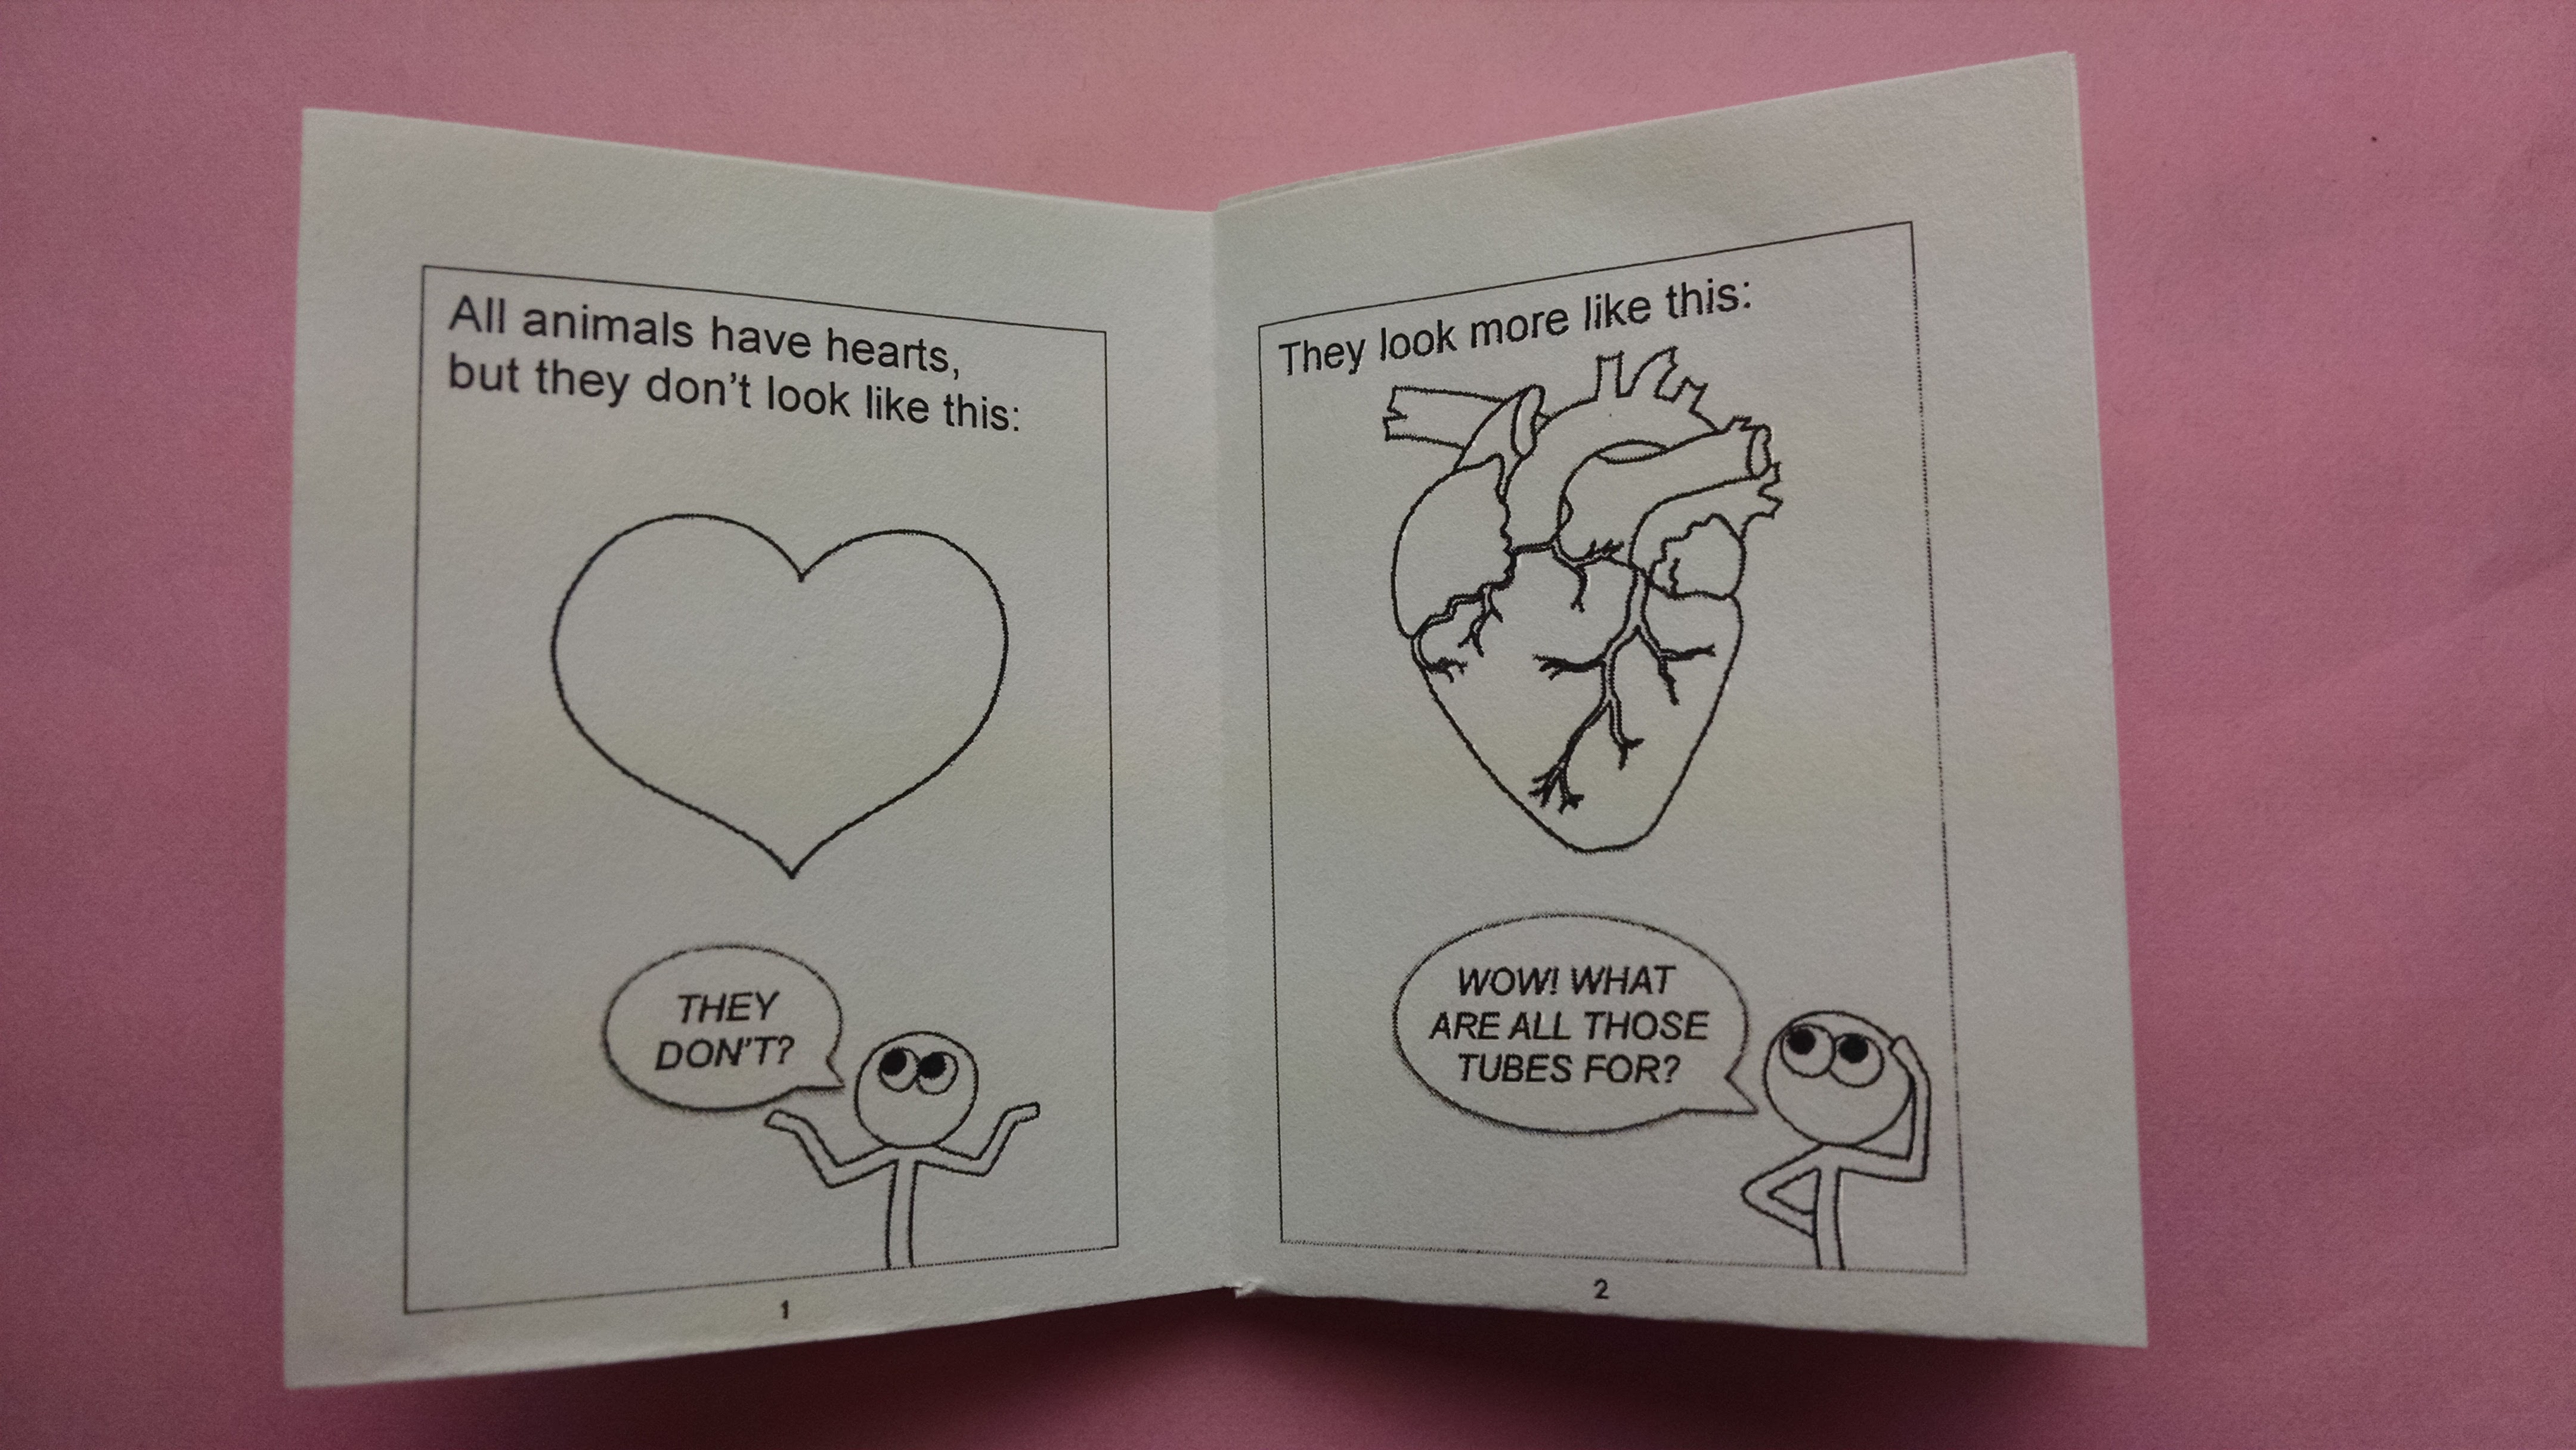 All animals have hearts,
but they don't look like this:
THEY
DON'T?
1
They look more like this:
WOW! WHAT
ARE ALL THOSE
TUBES FOR?
2